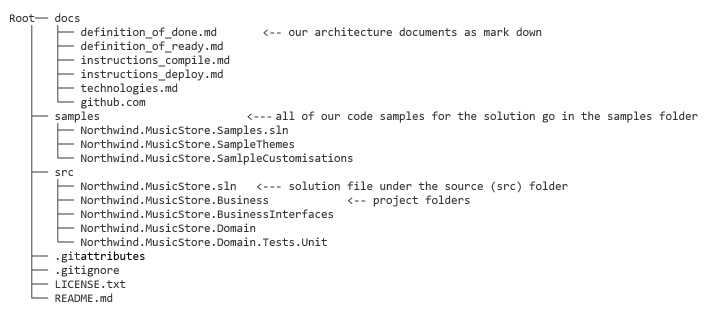 Root── docs
├── definition_of_done.md <-- our architecture documents as mark down
├── definition_of_ready.md
├── instructions_compile.md
├── instructions_deploy.md
├── technologies.md
└── github.com
├── samples <--- all of our code samples for the solution go in the samples folder
├── Northwind.MusicStore.Samples.sln
├── Northwind.MusicStore.SampleThemes
└── Northwind.MusicStore.SamlpleCustomisations
├── src
├── Northwind.MusicStore.sln <--- solution file under the source (src) folder
├── Northwind.MusicStore.Business <-- project folders
├── Northwind.MusicStore.BusinessInterfaces
├── Northwind.MusicStore.Domain
└── Northwind.MusicStore.Domain.Tests.Unit
├── .gitattributes
├── .gitignore
├── LICENSE.txt
└── README.md